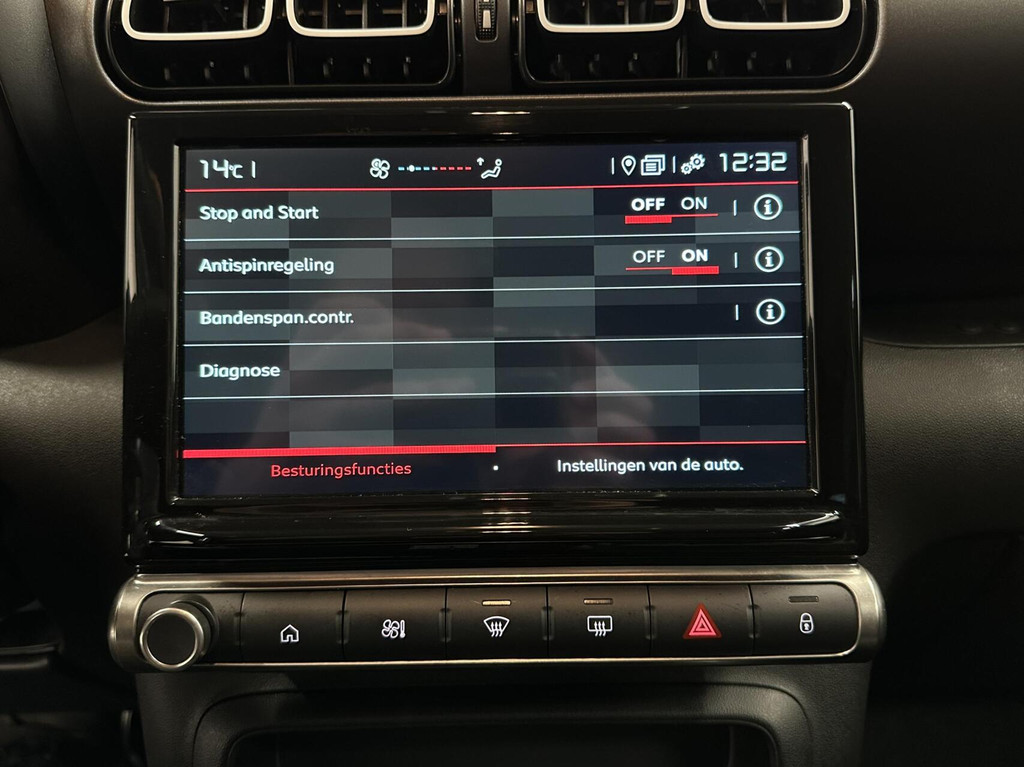 14°C
12:32
Stop and Start OFF ON
Antispinregeling OFF ON
Bandenspan.contr.
Diagnose
Besturingsfuncties
Instellingen van de auto.